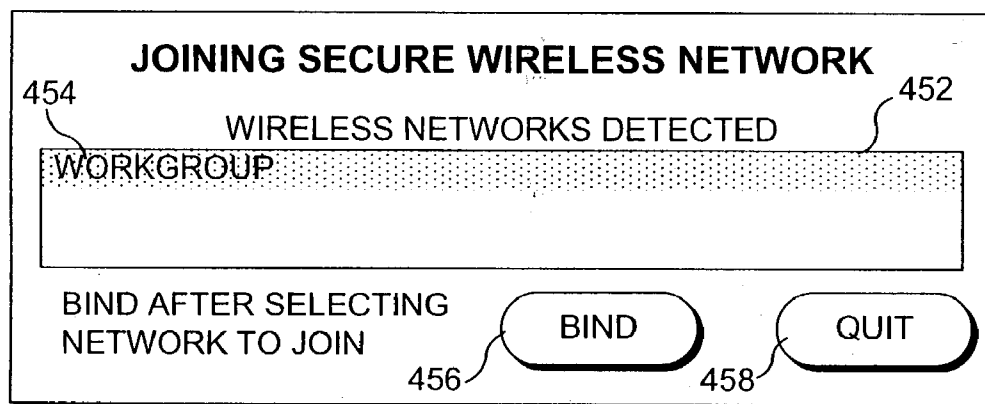 JOINING SECURE WIRELESS NETWORK
454
452
WIRELESS NETWORKS DETECTED
WORKGROUP
BIND AFTER SELECTING
NETWORK TO JOIN
BIND
QUIT
456
458